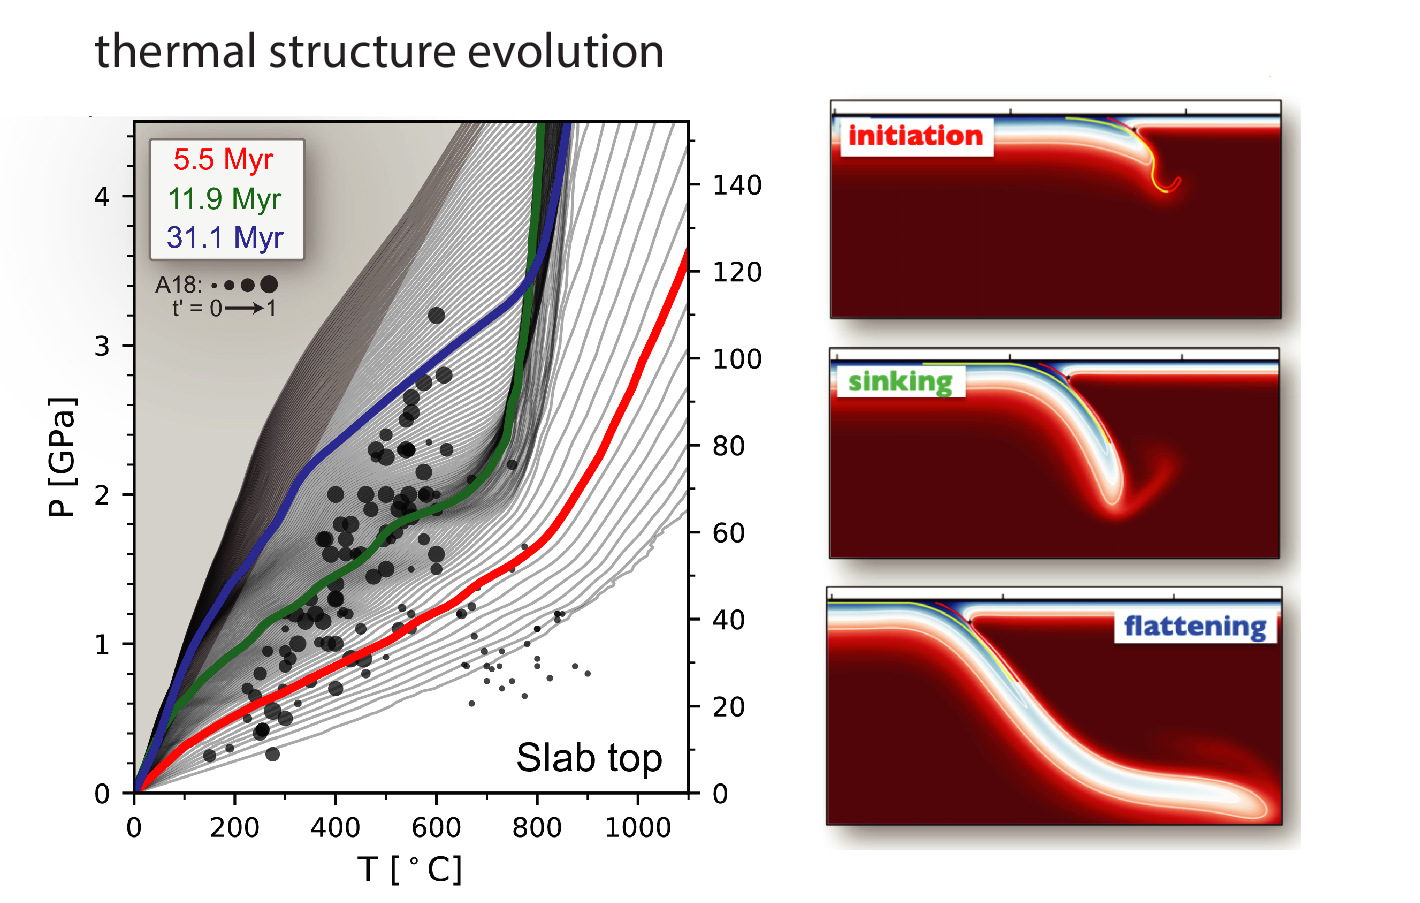 thermal structure evolution
5.5 Myr
11.9 Myr
31.1 Myr
A18:
t' = 0 → 1
4
3
2
1
0
P [GPa]
140
120
100
80
60
40
20
0
Slab top
0 200 400 600 800 1000
T [°C]
initiation
sinking
flattening